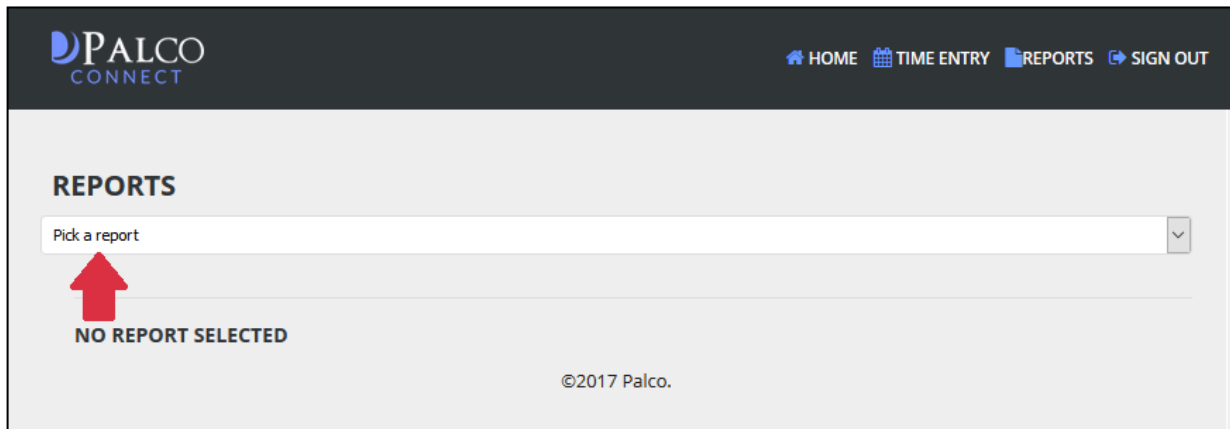 PALCO
CONNECT
HOME TIME ENTRY REPORTS SIGN OUT
REPORTS
Pick a report
NO REPORT SELECTED
©2017 Palco.